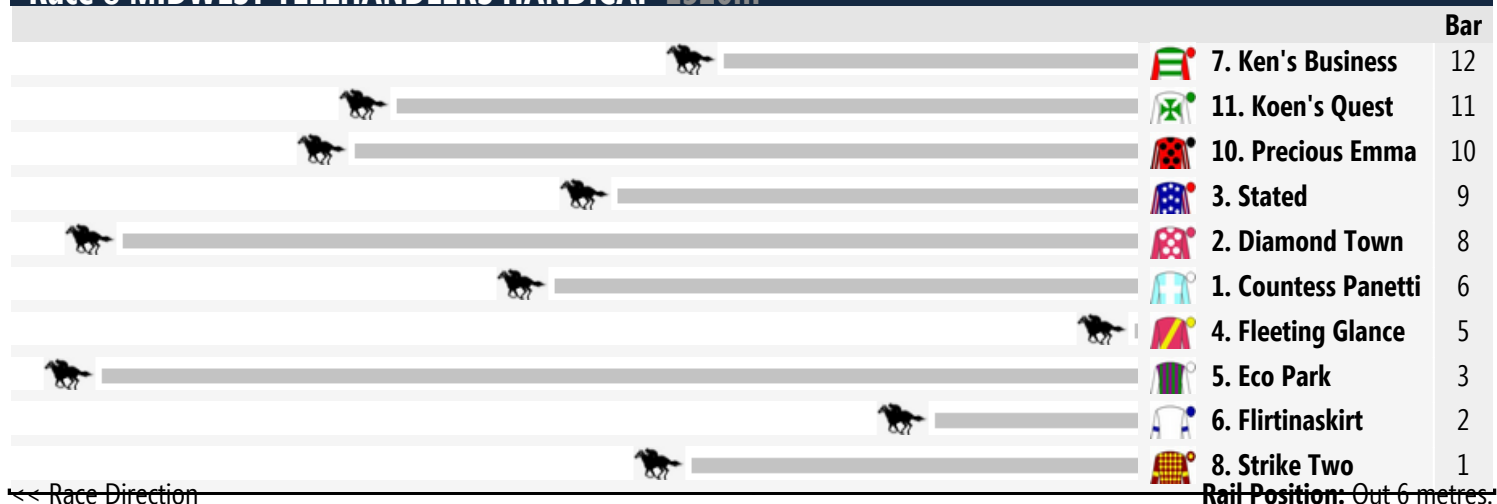 Bar
7. Ken's Business 12
11. Koen's Quest 11
10. Precious Emma 10
3. Stated 9
2. Diamond Town 8
1. Countess Panetti 6
4. Fleeting Glance 5
5. Eco Park 3
6. Flirtinaskirt 2
8. Strike Two 1
<< Race Direction Rail Position: Out 6 metres.